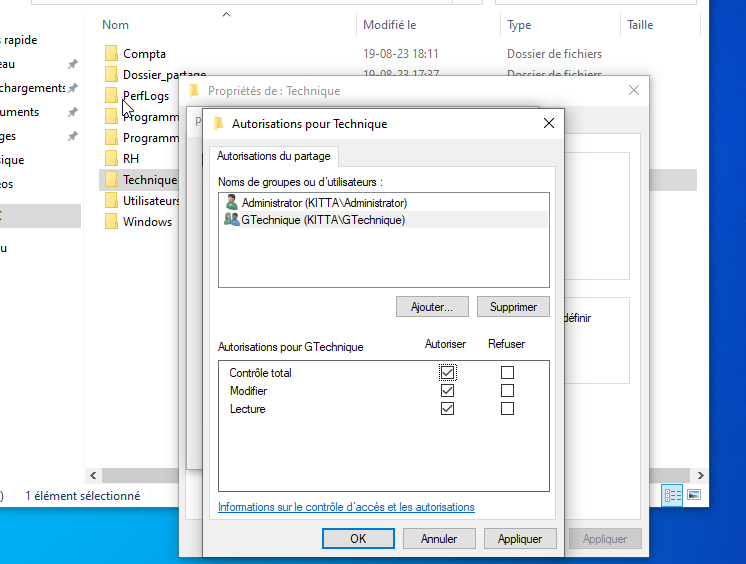 Nom
Modifié le
Type
Taille
s rapide
eau
chargements
uments
ges
sique
éos
C
au
Compta
19-08-23 18:11
Dossier de fichiers
Dossier_partage
19-08-23 17:37
Dossier de fichiers
PerfLogs
Programm
Programm
RH
Technique
Utilisateurs
Windows
Propriétés de : Technique
P
Autorisations pour Technique
Autorisations du partage
Noms de groupes ou d'utilisateurs :
Administrator (KITTA\Administrator)
GTechnique (KITTA\GTechnique)
Ajouter...
Supprimer
définir
Autorisations pour GTechnique
Autoriser
Refuser
Contrôle total
Modifier
Lecture
Informations sur le contrôle d'accès et les autorisations
) 1 élément sélectionné
OK
Annuler
Appliquer
Appliquer